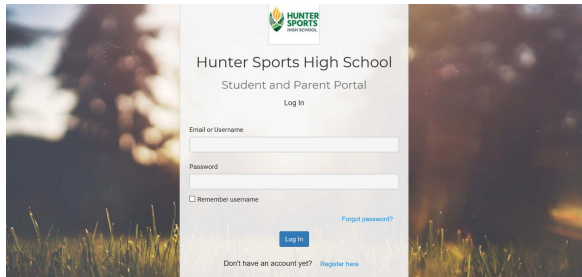 HUNTER
SPORTS
HIGH SCHOOL
Hunter Sports High School
Student and Parent Portal
Log In
Email or Username
Password
Remember username
Forgot password?
Log In
Don't have an account yet? Register here